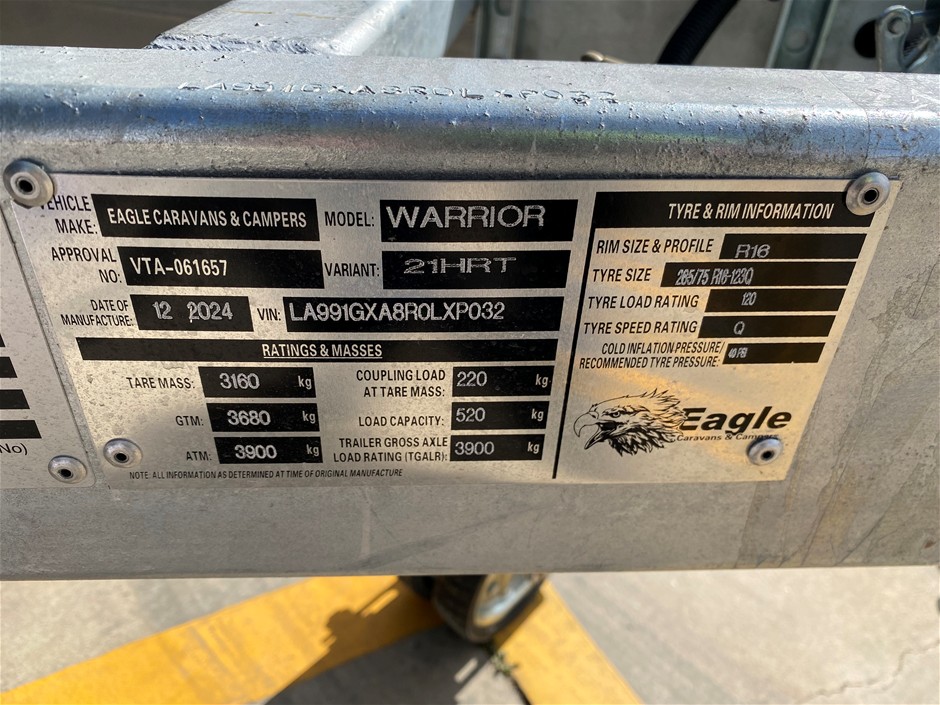 LA991GXA8R0LXP032
VEHICLE MAKE: EAGLE CARAVANS & CAMPERS MODEL: WARRIOR
APPROVAL NO: VTA-061657 VARIANT: 21HRT
DATE OF MANUFACTURE: 12 2024 VIN: LA991GXA8R0LXP032
RATINGS & MASSES
TARE MASS: 3160 kg COUPLING LOAD AT TARE MASS: 220 kg
GTM: 3680 kg LOAD CAPACITY: 520 kg
ATM: 3900 kg TRAILER GROSS AXLE LOAD RATING (TGALR): 3900 kg
NOTE: ALL INFORMATION AS DETERMINED AT TIME OF ORIGINAL MANUFACTURE
TYRE & RIM INFORMATION
RIM SIZE & PROFILE R16
TYRE SIZE 265/75 R16-123Q
TYRE LOAD RATING 120
TYRE SPEED RATING Q
COLD INFLATION PRESSURE/
RECOMMENDED TYRE PRESSURE: 40 PSI
Eagle
Caravans & Campers
No)